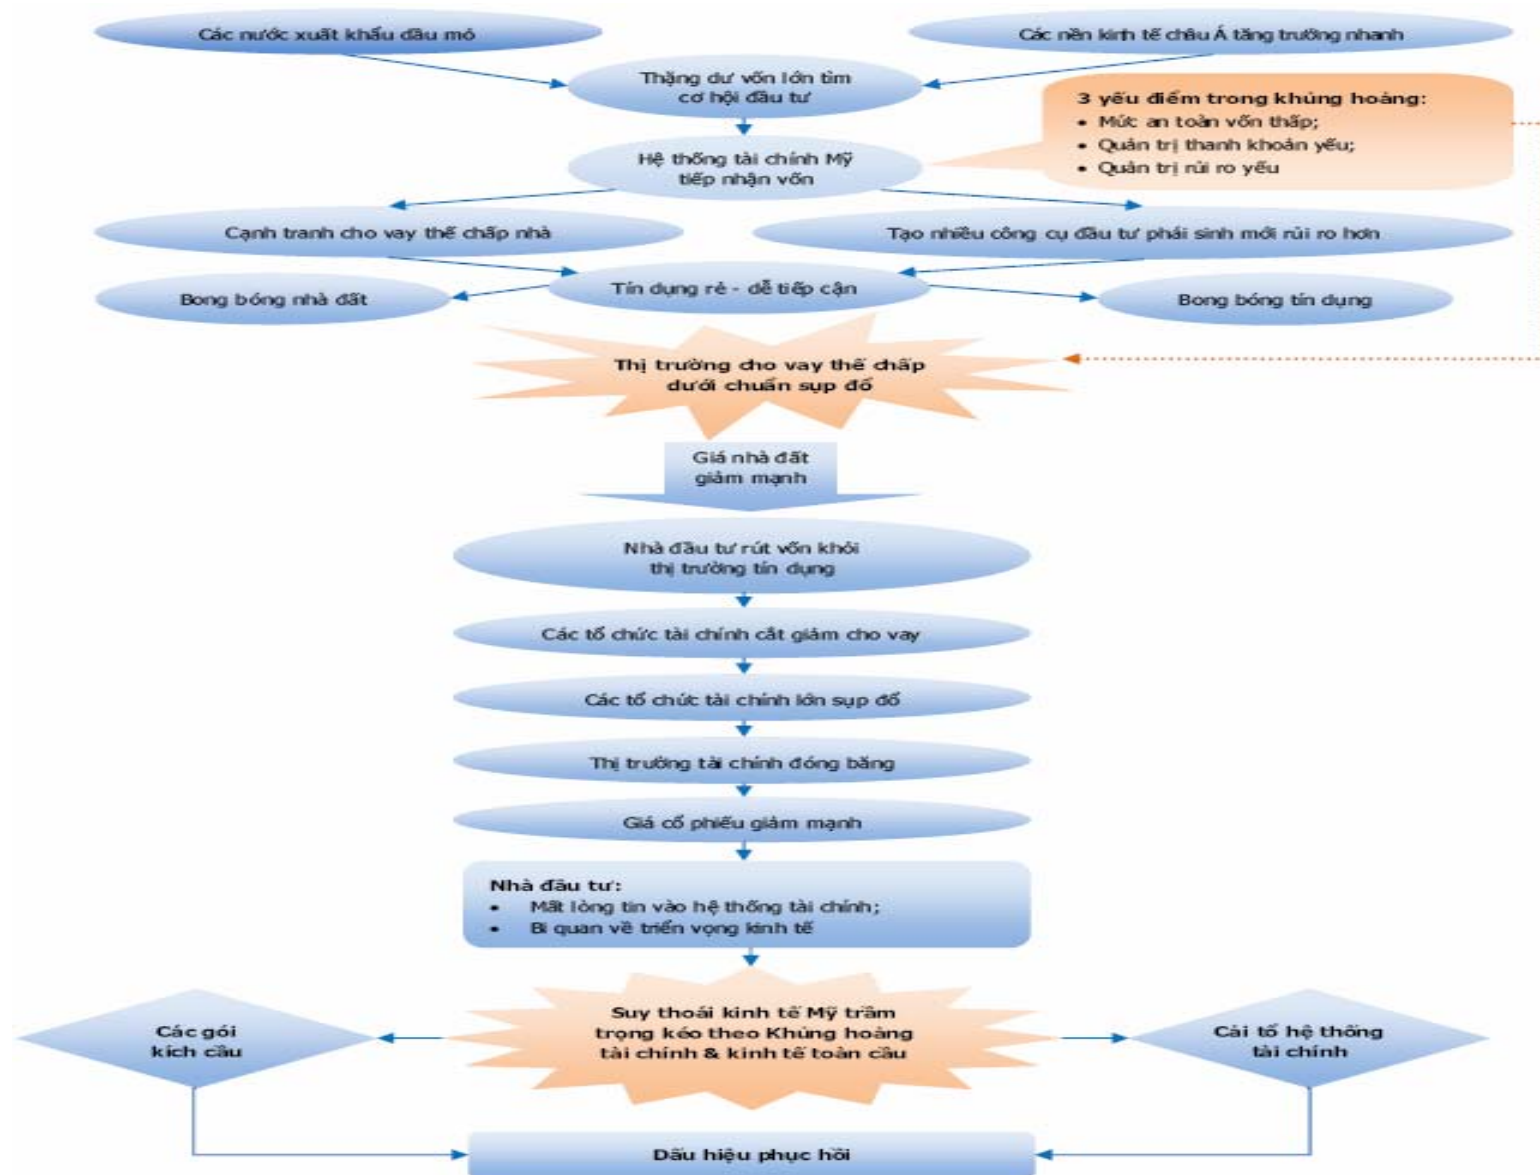 Các nước xuất khẩu dầu mỏ
Các nền kinh tế châu Á tăng trưởng nhanh
Thặng dư vốn lớn tìm
cơ hội đầu tư
3 yếu điểm trong khủng hoảng:
• Mức an toàn vốn thấp;
• Quản trị thanh khoản yếu;
• Quản trị rủi ro yếu
Hệ thống tài chính Mỹ
tiếp nhận vốn
Cạnh tranh cho vay thế chấp nhà
Tạo nhiều công cụ đầu tư phái sinh mới rủi ro hơn
Tín dụng rẻ - dễ tiếp cận
Bong bóng nhà đất
Bong bóng tín dụng
Thị trường cho vay thế chấp
dưới chuẩn sụp đổ
Giá nhà đất
giảm mạnh
Nhà đầu tư rút vốn khỏi
thị trường tín dụng
Các tổ chức tài chính cắt giảm cho vay
Các tổ chức tài chính lớn sụp đổ
Thị trường tài chính đóng băng
Giá cổ phiếu giảm mạnh
Nhà đầu tư:
• Mất lòng tin vào hệ thống tài chính;
• Bi quan về triển vọng kinh tế
Suy thoái kinh tế Mỹ trầm
trọng kéo theo Khủng hoảng
tài chính & kinh tế toàn cầu
Các gói
kích cầu
Cải tổ hệ thống
tài chính
Dấu hiệu phục hồi